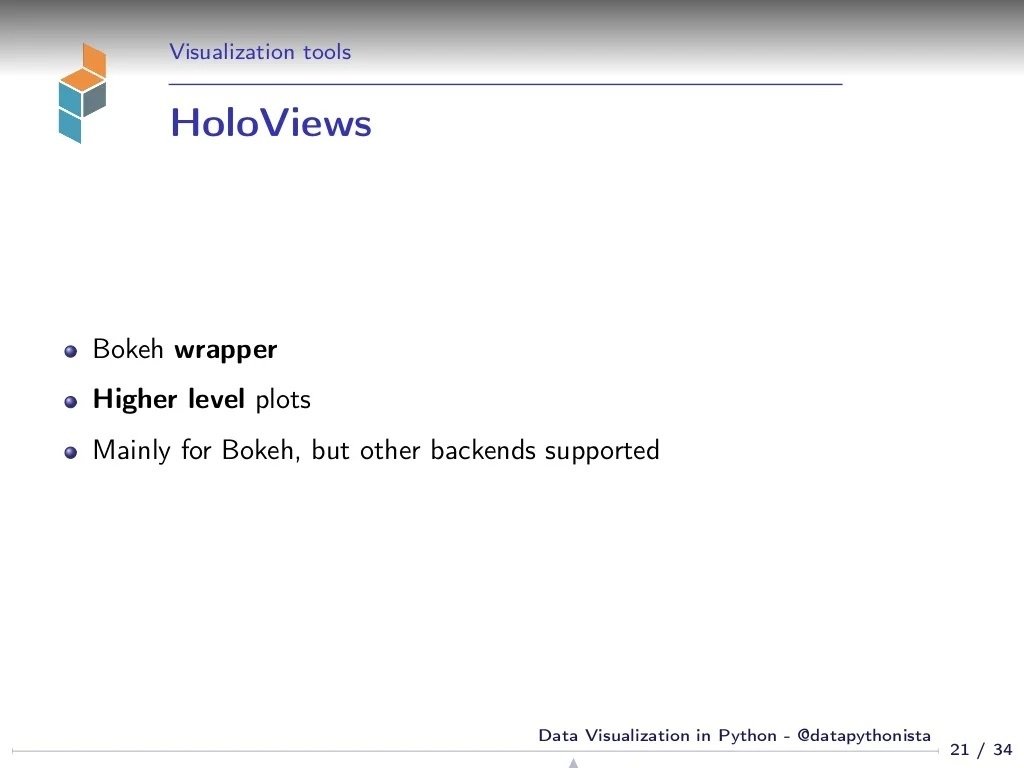 Visualization tools
HoloViews
Bokeh wrapper
Higher level plots
Mainly for Bokeh, but other backends supported
Data Visualization in Python - @datapythonista
21 / 34